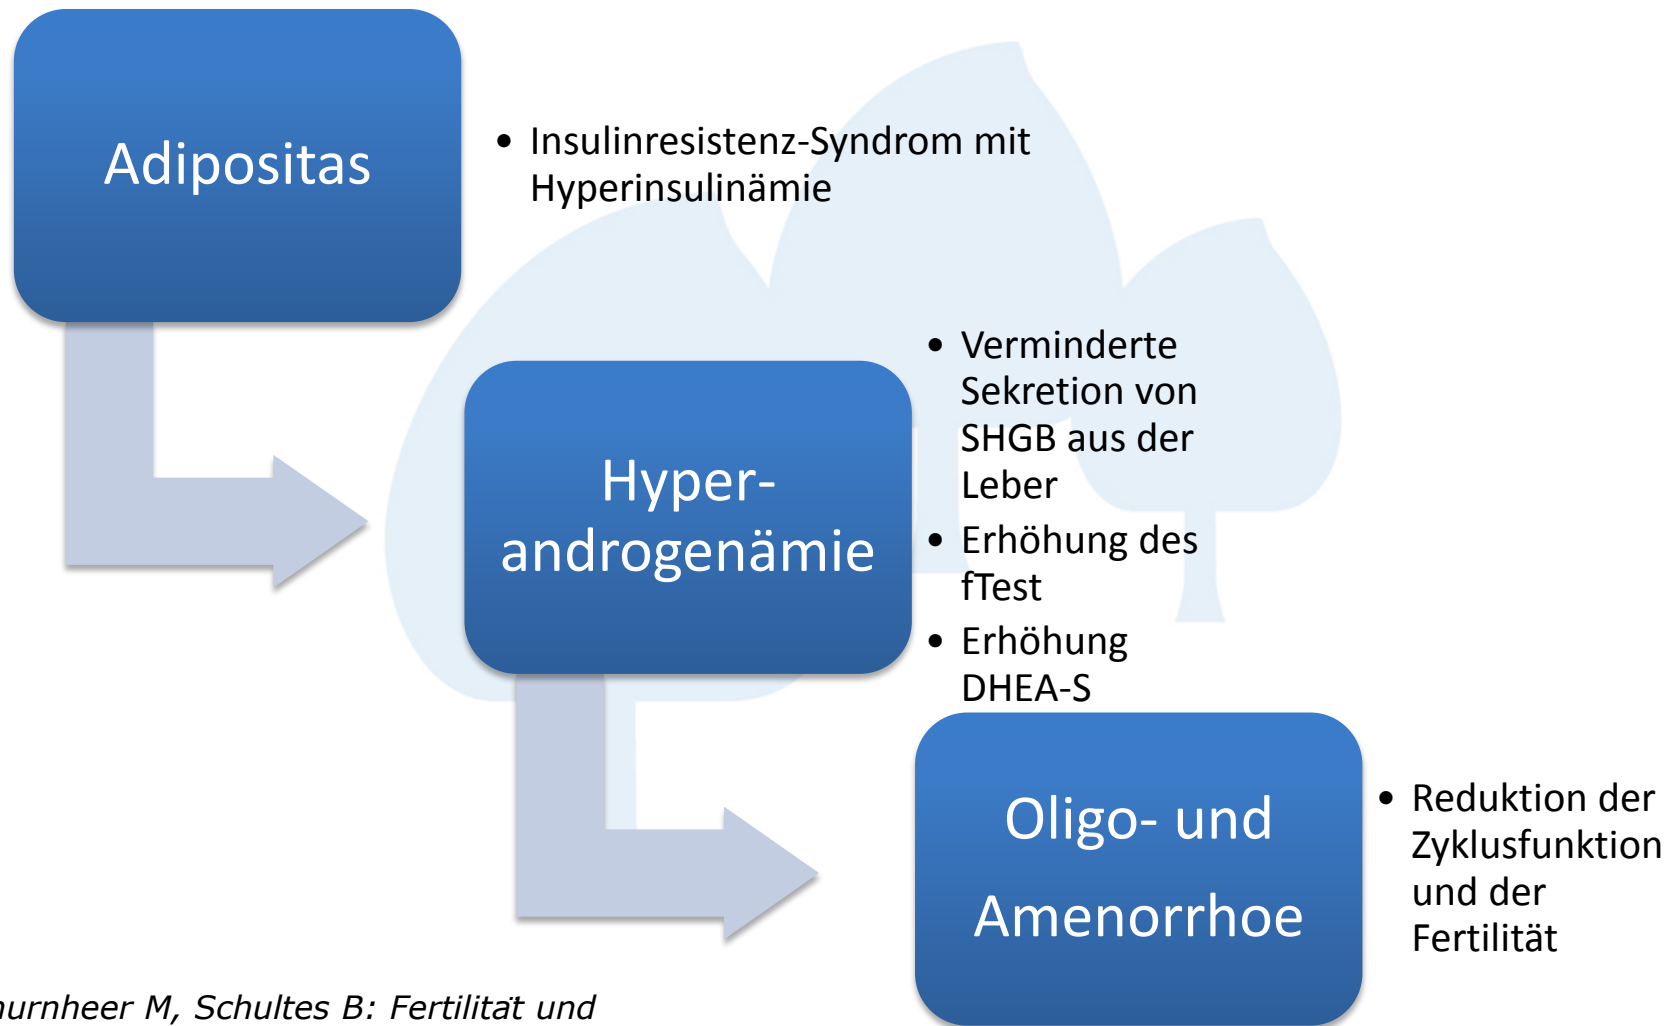 Adipositas
• Insulinresistenz-Syndrom mit
Hyperinsulinämie
Hyper-
androgenämie
• Verminderte
Sekretion von
SHGB aus der
Leber
• Erhöhung des
fTest
• Erhöhung
DHEA-S
Oligo- und
Amenorrhoe
• Reduktion der
Zyklusfunktion
und der
Fertilität
M, Schultes B: Fertilität und